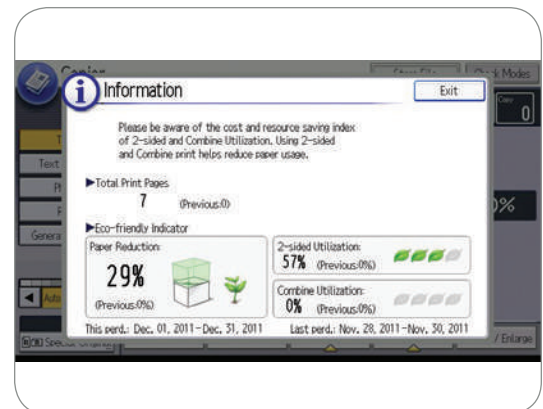 Copier
Information
Exit
Please be aware of the cost and
resource saving index
of 2-sided and Combine Utilization. Using 2-sided
and Combine print helps reduce paper usage.
▶Total Print Pages
7 (Previous:0)
▶Eco-friendly Indicator
Paper Reduction:
29%
(Previous:0%)
2-sided Utilization:
57% (Previous:0%)
Combine Utilization:
0% (Previous:0%)
This perd.: Dec. 01, 2011-Dec, 31, 2011
Last perd.: Nov, 28, 2011-Nov, 30, 2011
Modes
Copy
0
Text
Auto
/ Enlarge